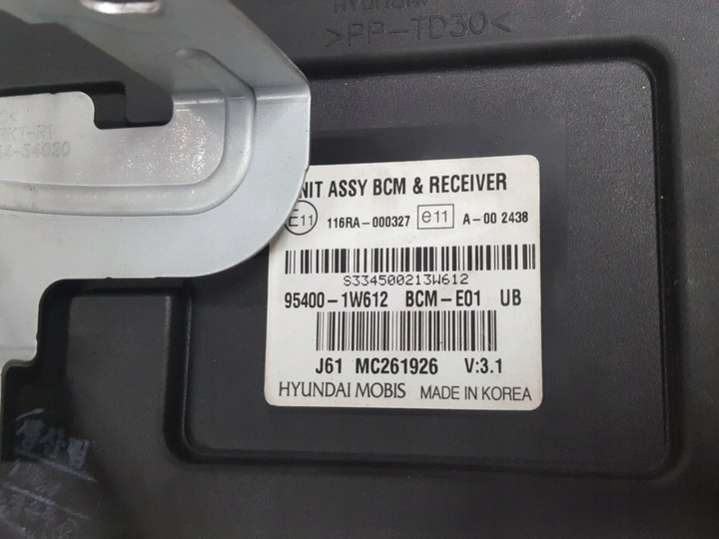 >PP-TD30<
NIT ASSY BCM & RECEIVER
E11 116RA-000327 e11 A-00 2438
S334500213W612
95400-1W612 BCM-E01 UB
J61 MC261926 V:3.1
HYUNDAI MOBIS MADE IN KOREA